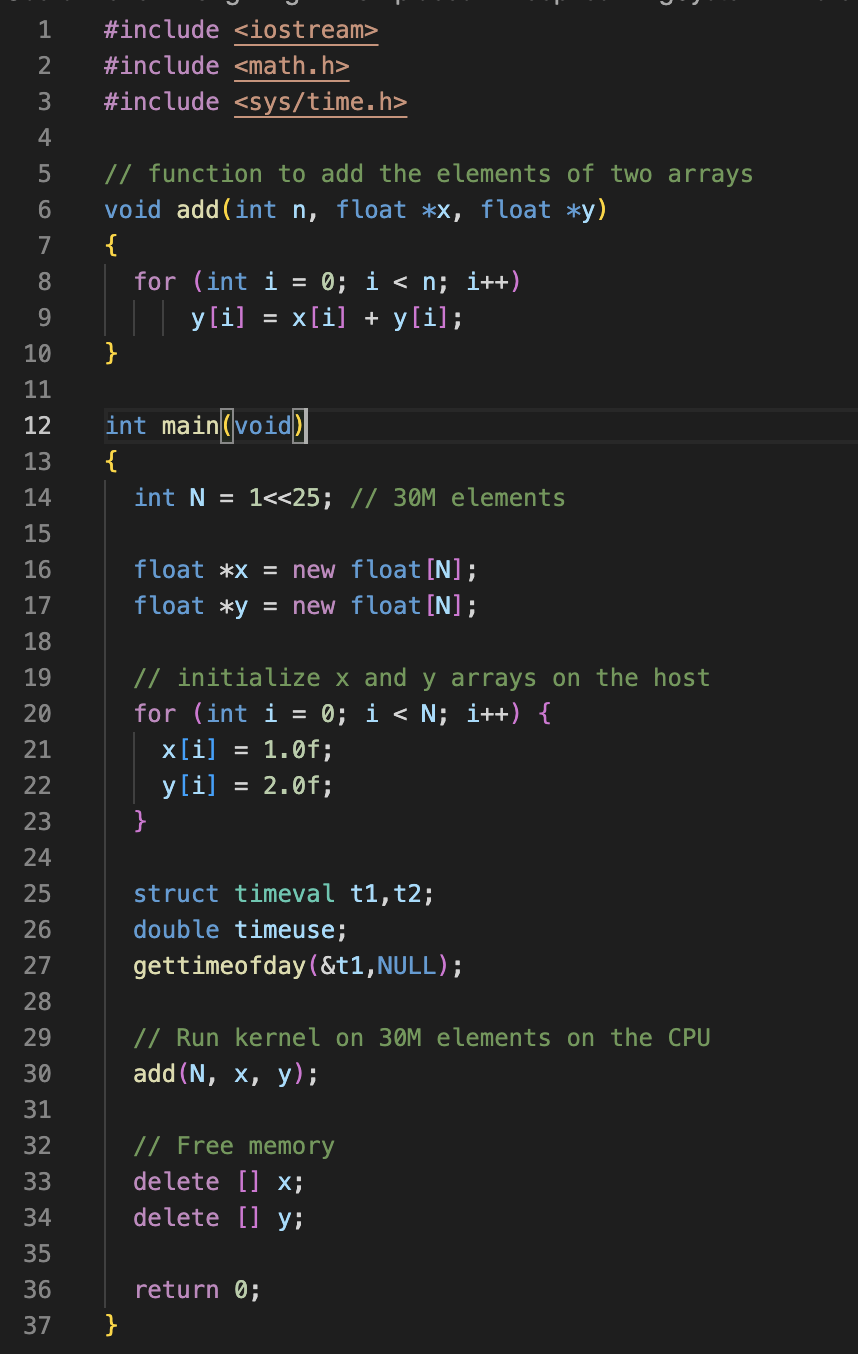 1 #include <iostream>
2 #include <math.h>
3 #include <sys/time.h>
4
5 // function to add the elements of two arrays
6 void add(int n, float *x, float *y)
7 {
8   for (int i = 0; i < n; i++)
9       y[i] = x[i] + y[i];
10 }
11
12 int main(void)
13 {
14   int N = 1<<25; // 30M elements
15
16   float *x = new float[N];
17   float *y = new float[N];
18
19   // initialize x and y arrays on the host
20   for (int i = 0; i < N; i++) {
21     x[i] = 1.0f;
22     y[i] = 2.0f;
23   }
24
25   struct timeval t1,t2;
26   double timeuse;
27   gettimeofday(&t1,NULL);
28
29   // Run kernel on 30M elements on the CPU
30   add(N, x, y);
31
32   // Free memory
33   delete [] x;
34   delete [] y;
35
36   return 0;
37 }